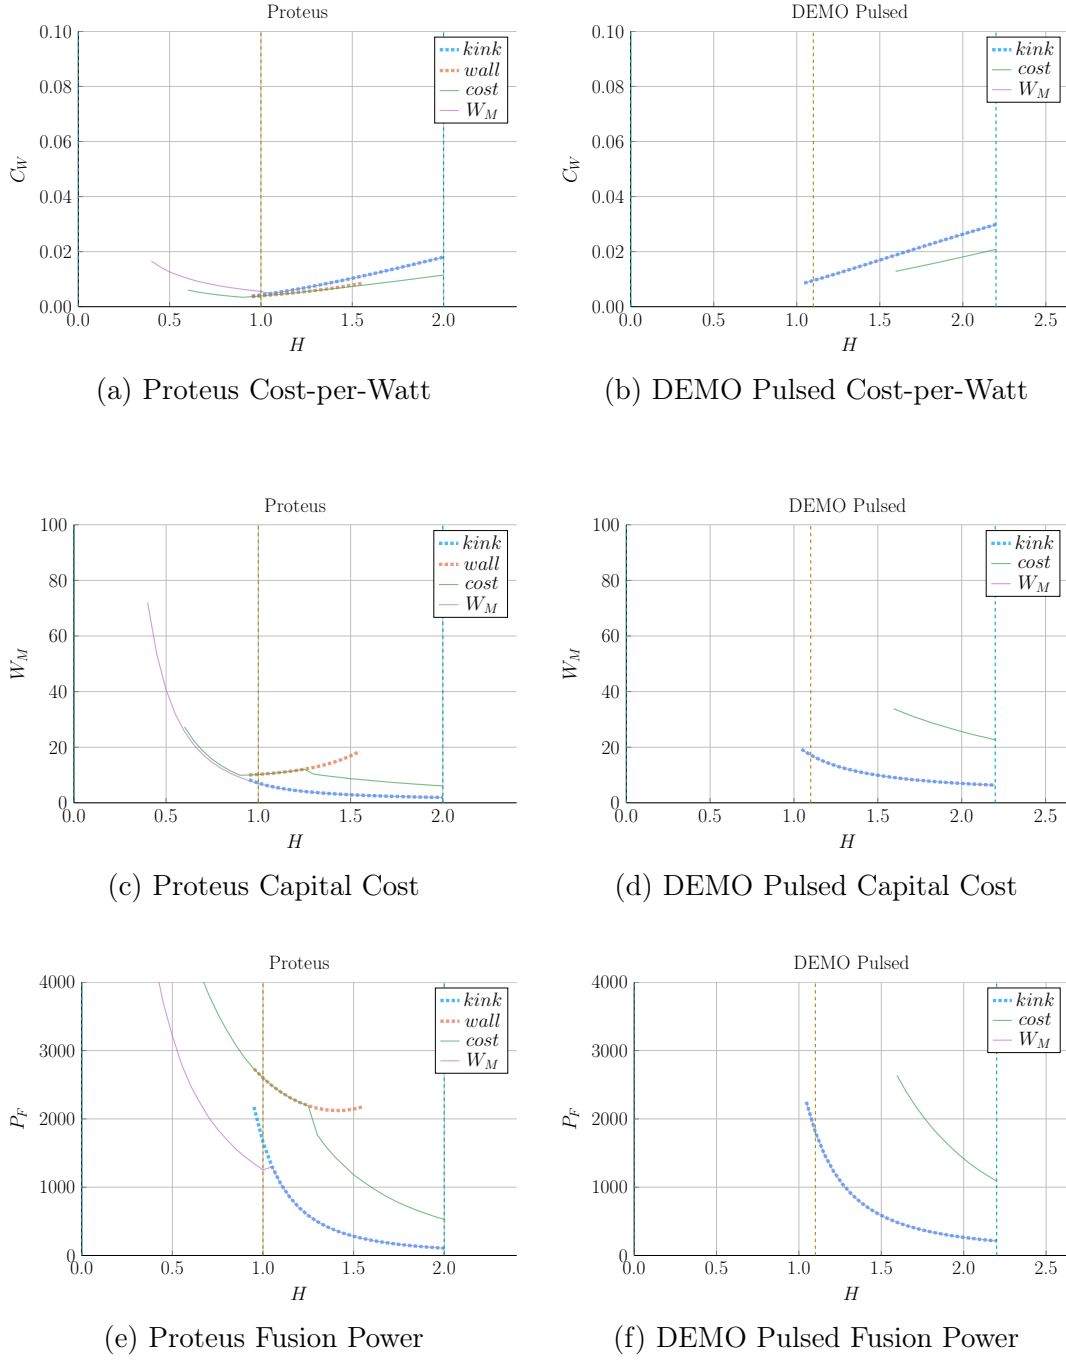 Proteus
0.10
0.08
0.06
0.04
0.02
0.00
C_W
kink
wall
cost
W_M
0.0 0.5 1.0 1.5 2.0
H
(a) Proteus Cost-per-Watt
DEMO Pulsed
0.10
0.08
0.06
0.04
0.02
0.00
C_W
kink
cost
W_M
0.0 0.5 1.0 1.5 2.0 2.5
H
(b) DEMO Pulsed Cost-per-Watt
Proteus
100
80
60
40
20
0
W_M
kink
wall
cost
W_M
0.0 0.5 1.0 1.5 2.0
H
(c) Proteus Capital Cost
DEMO Pulsed
100
80
60
40
20
0
W_M
kink
cost
W_M
0.0 0.5 1.0 1.5 2.0 2.5
H
(d) DEMO Pulsed Capital Cost
Proteus
4000
3000
2000
1000
0
P_F
kink
wall
cost
W_M
0.0 0.5 1.0 1.5 2.0
H
(e) Proteus Fusion Power
DEMO Pulsed
4000
3000
2000
1000
0
P_F
kink
cost
W_M
0.0 0.5 1.0 1.5 2.0 2.5
H
(f) DEMO Pulsed Fusion Power